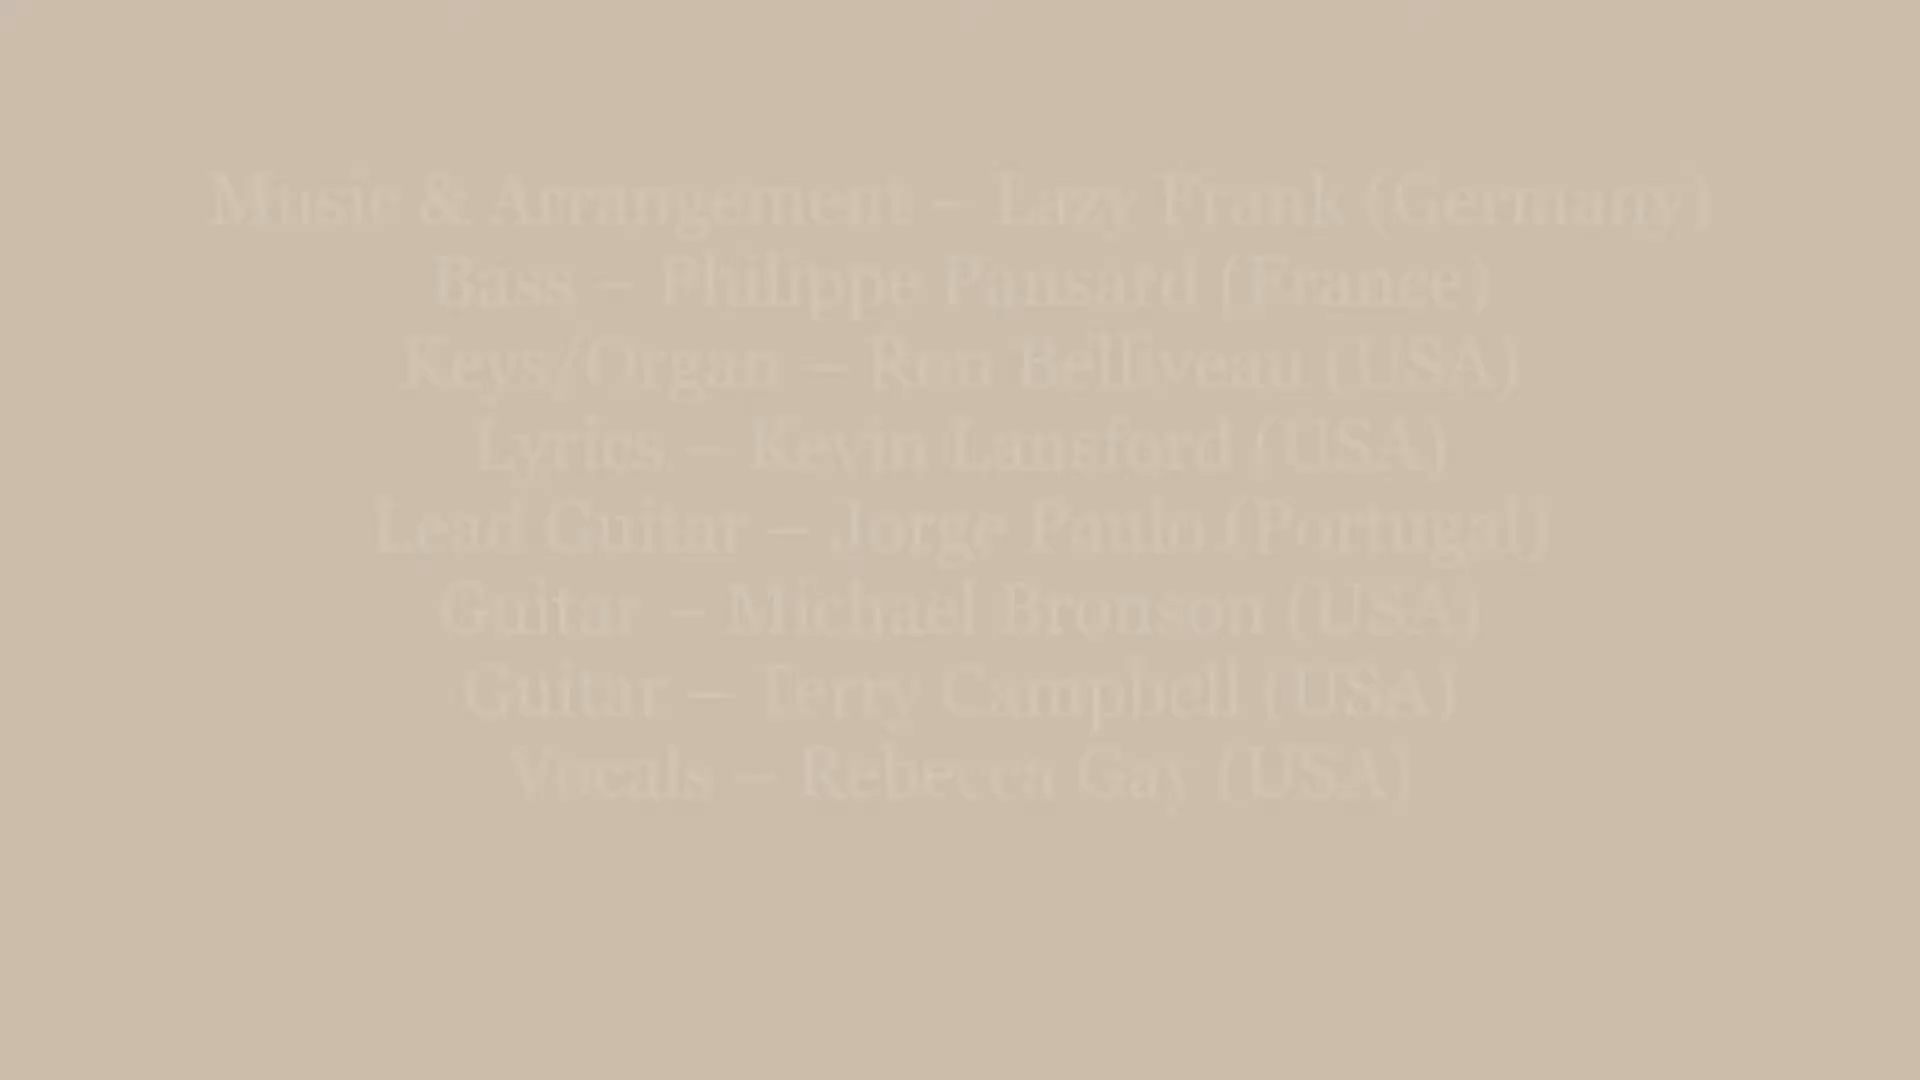 Music & Arrangement – Lazy Frank (Germany)
Bass – Philippe Pansard (France)
Keys/Organ – Ron Belliveau (USA)
Lyrics – Kevin Lansford (USA)
Lead Guitar – Jorge Paulo (Portugal)
Guitar – Michael Bronson (USA)
Guitar – Terry Campbell (USA)
Vocals – Rebecca Gay (USA)